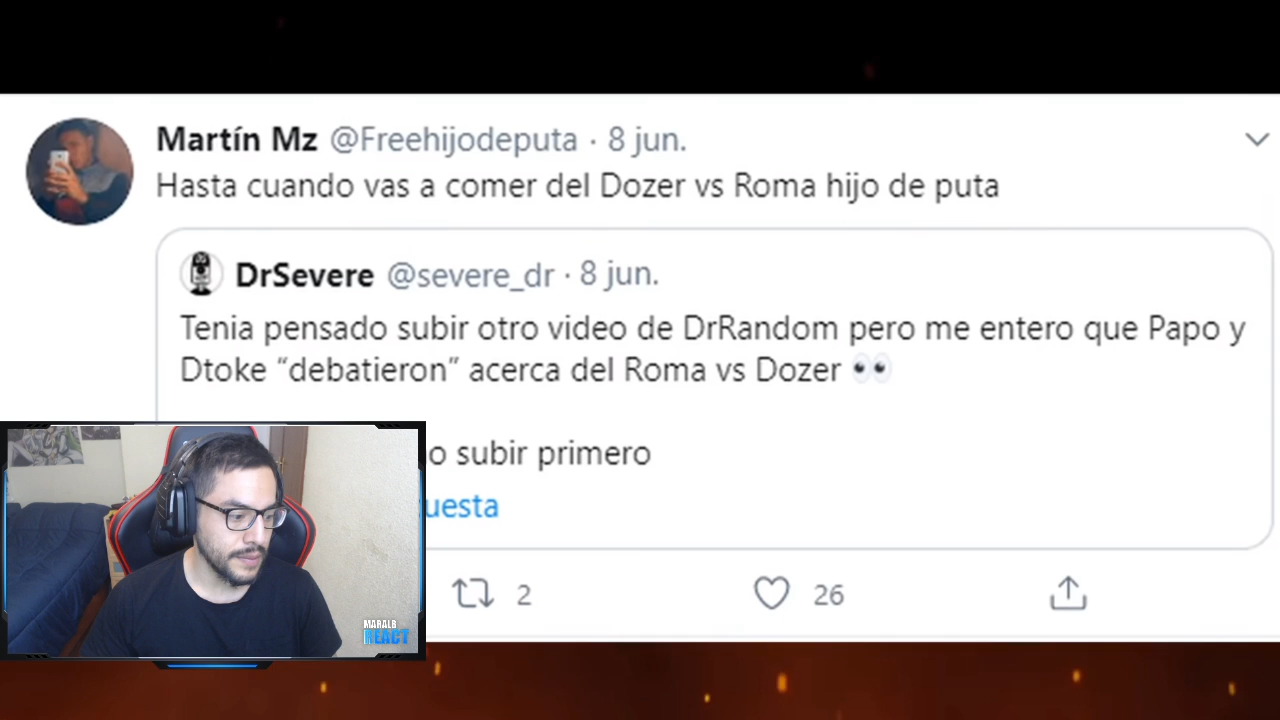 Martín Mz @Freehijodeputa · 8 jun.
Hasta cuando vas a comer del Dozer vs Roma hijo de puta
DrSevere @severe_dr · 8 jun.
Tenia pensado subir otro video de DrRandom pero me entero que Papo y
Dtoke “debatieron” acerca del Roma vs Dozer 👀
subir primero
2 26
MARALB
REACT